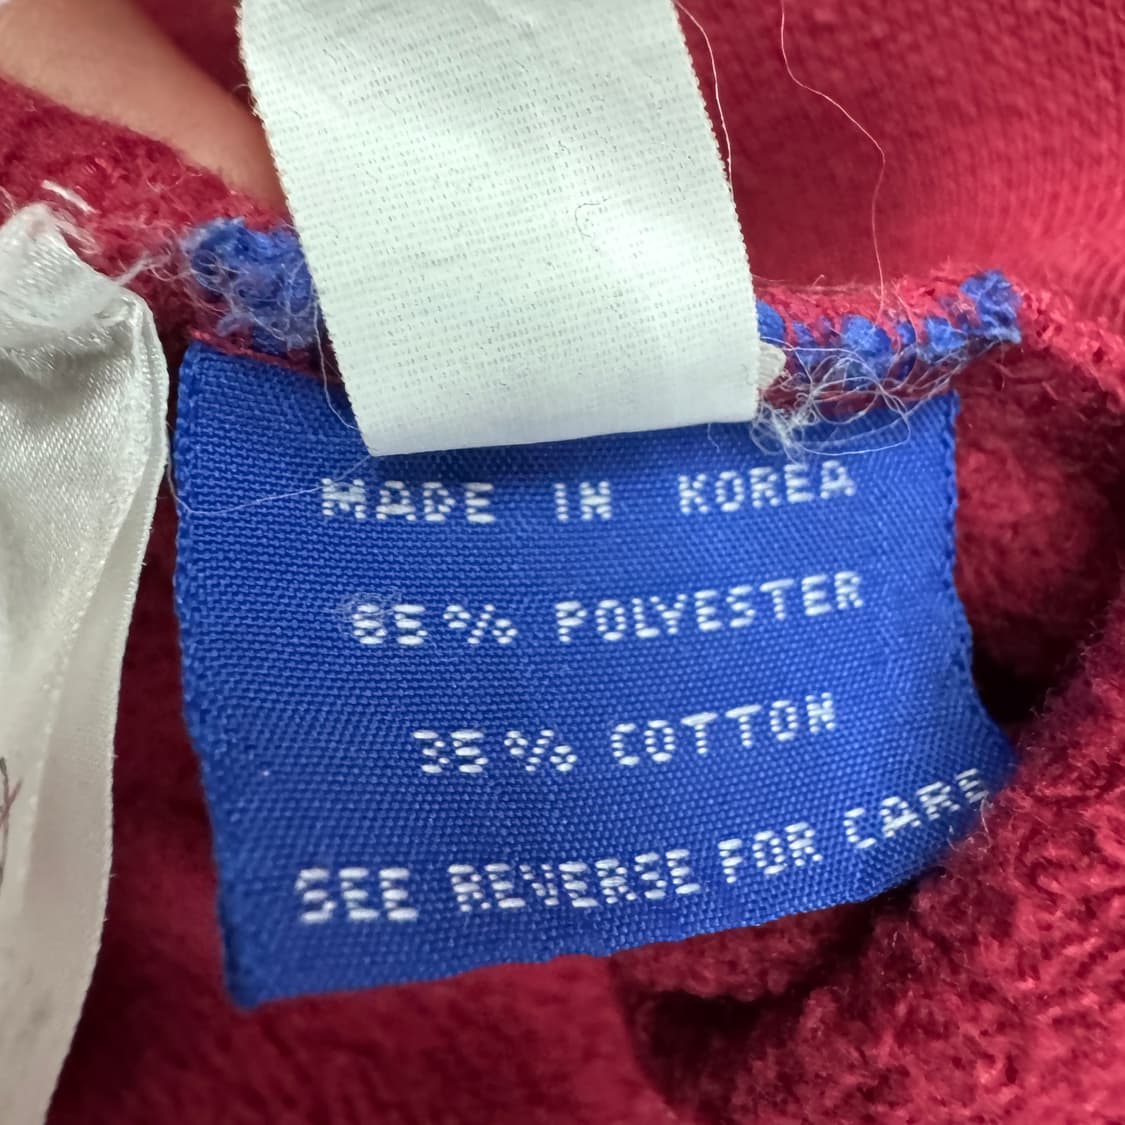 MADE IN KOREA
65% POLYESTER
35% COTTON
SEE REVERSE FOR CARE